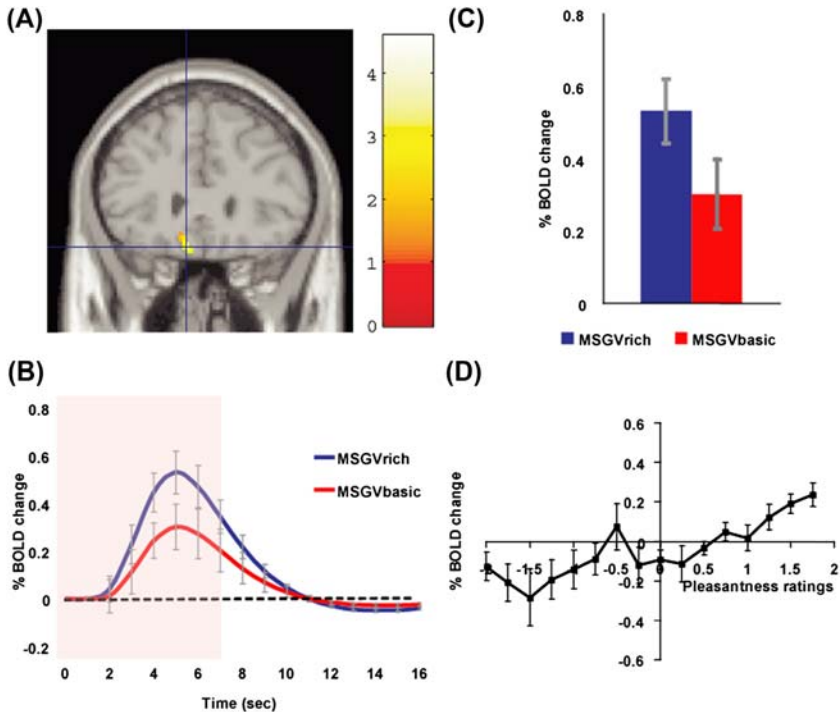 (A)
4
3
2
1
0
(C)
0.8
0.6
0.4
0.2
0
% BOLD change
MSGVrich
MSGVbasic
(B)
0.8
0.6
0.4
0.2
0
-0.2
% BOLD change
MSGVrich
MSGVbasic
0 2 4 6 8 10 12 14 16
Time (sec)
(D)
0.6
0.4
0.2
0
-0.2
-0.4
-0.6
% BOLD change
-1.5 -1 -0.5 0 0.5 1 1.5 2
Pleasantness ratings